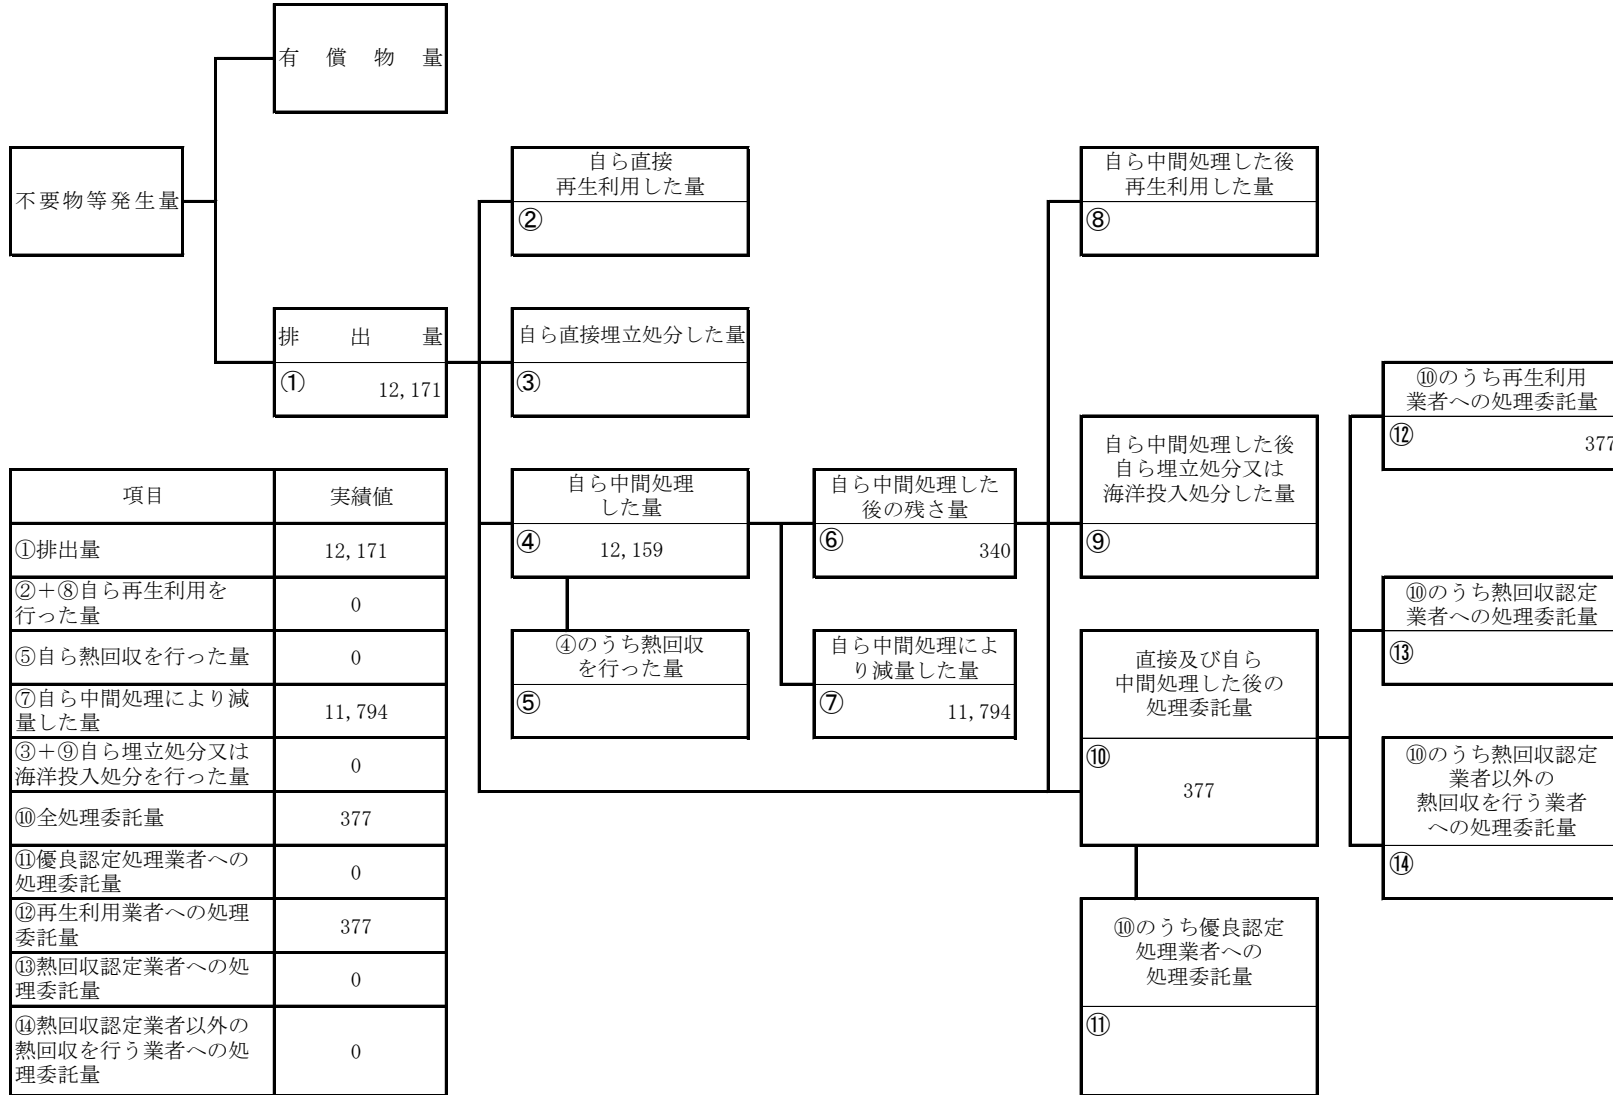 有償物量
不要物等発生量
排出量
① 12,171
自ら直接
再生利用した量
②
自ら直接埋立処分した量
③
自ら中間処理
した量
④ 12,159
④のうち熱回収
を行った量
⑤
自ら中間処理した
後の残さ量
⑥ 340
自ら中間処理によ
り減量した量
⑦ 11,794
自ら中間処理した後
再生利用した量
⑧
自ら中間処理した後
自ら埋立処分又は
海洋投入処分した量
⑨
直接及び自ら
中間処理した後の
処理委託量
⑩
377
⑩のうち優良認定
処理業者への
処理委託量
⑪
⑩のうち再生利用
業者への処理委託量
⑫ 377
⑩のうち熱回収認定
業者への処理委託量
⑬
⑩のうち熱回収認定
業者以外の
熱回収を行う業者
への処理委託量
⑭
項目 実績値
①排出量 12,171
②+⑧自ら再生利用を
行った量 0
⑤自ら熱回収を行った量 0
⑦自ら中間処理により減
量した量 11,794
③+⑨自ら埋立処分又は
海洋投入処分を行った量 0
⑩全処理委託量 377
⑪優良認定処理業者への
処理委託量 0
⑫再生利用業者への処理
委託量 377
⑬熱回収認定業者への処
理委託量 0
⑭熱回収認定業者以外の
熱回収を行う業者への処
理委託量 0